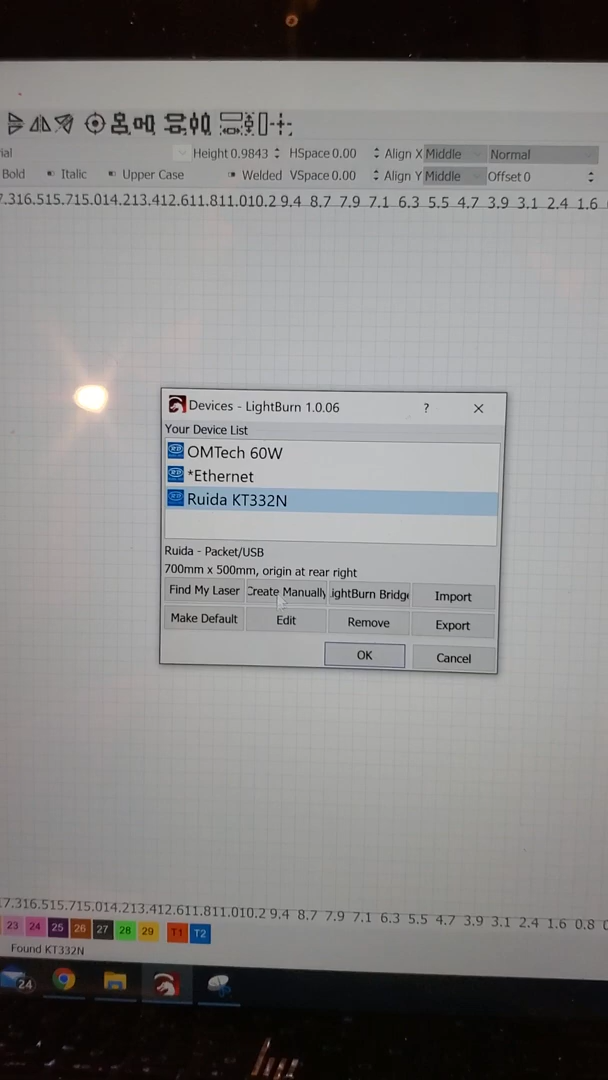 ial Height 0.9843 HSpace 0.00 Align X Middle Normal
Bold Italic Upper Case Welded VSpace 0.00 Align Y Middle Offset 0
7.316.515.715.014.213.412.611.811.010.2 9.4 8.7 7.9 7.1 6.3 5.5 4.7 3.9 3.1 2.4 1.6
Devices - LightBurn 1.0.06 ?
Your Device List
OMTech 60W
*Ethernet
Ruida KT332N
Ruida - Packet/USB
700mm x 500mm, origin at rear right
Find My Laser Create Manually ightBurn Bridge Import
Make Default Edit Remove Export
OK Cancel
7.316.515.715.014.213.412.611.811.010.2 9.4 8.7 7.9 7.1 6.3 5.5 4.7 3.9 3.1 2.4 1.6 0.8
23 24 25 26 27 28 29 T1 T2
Found KT332N
24